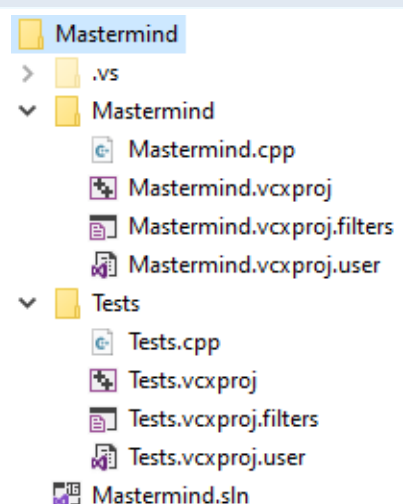 Mastermind
.vs
Mastermind
Mastermind.cpp
Mastermind.vcxproj
Mastermind.vcxproj.filters
Mastermind.vcxproj.user
Tests
Tests.cpp
Tests.vcxproj
Tests.vcxproj.filters
Tests.vcxproj.user
Mastermind.sln